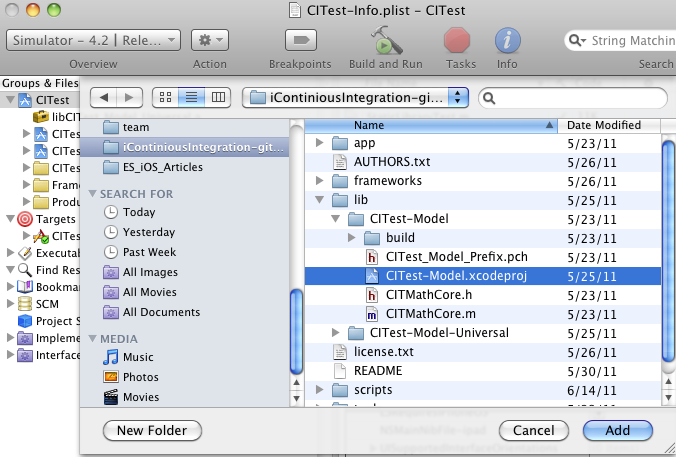 CITest-Info.plist – CITest
Simulator - 4.2 | Rele...
Overview
Action
Breakpoints
Build and Run
Tasks
Info
String Matchin
Search
Groups & Files
CITest
libCIT
CITes
CITes
CITes
Fram
Produ
Targets
CITes
Executab
Find Res
Bookmar
SCM
Project S
Impleme
Interface
iContiniousIntegration-gi...
team
iContiniousIntegration-git...
ES_iOS_Articles
SEARCH FOR
Today
Yesterday
Past Week
All Images
All Movies
All Documents
MEDIA
Music
Photos
Movies
Name Date Modified
app 5/23/11
AUTHORS.txt 5/26/11
frameworks 5/26/11
lib 5/25/11
CITest-Model 5/23/11
build 5/23/11
CITest_Model_Prefix.pch 5/23/11
CITest-Model.xcodeproj 5/25/11
CITMathCore.h 5/23/11
CITMathCore.m 5/23/11
CITest-Model-Universal 5/25/11
license.txt 5/26/11
README 5/30/11
scripts 6/14/11
New Folder
Cancel
Add